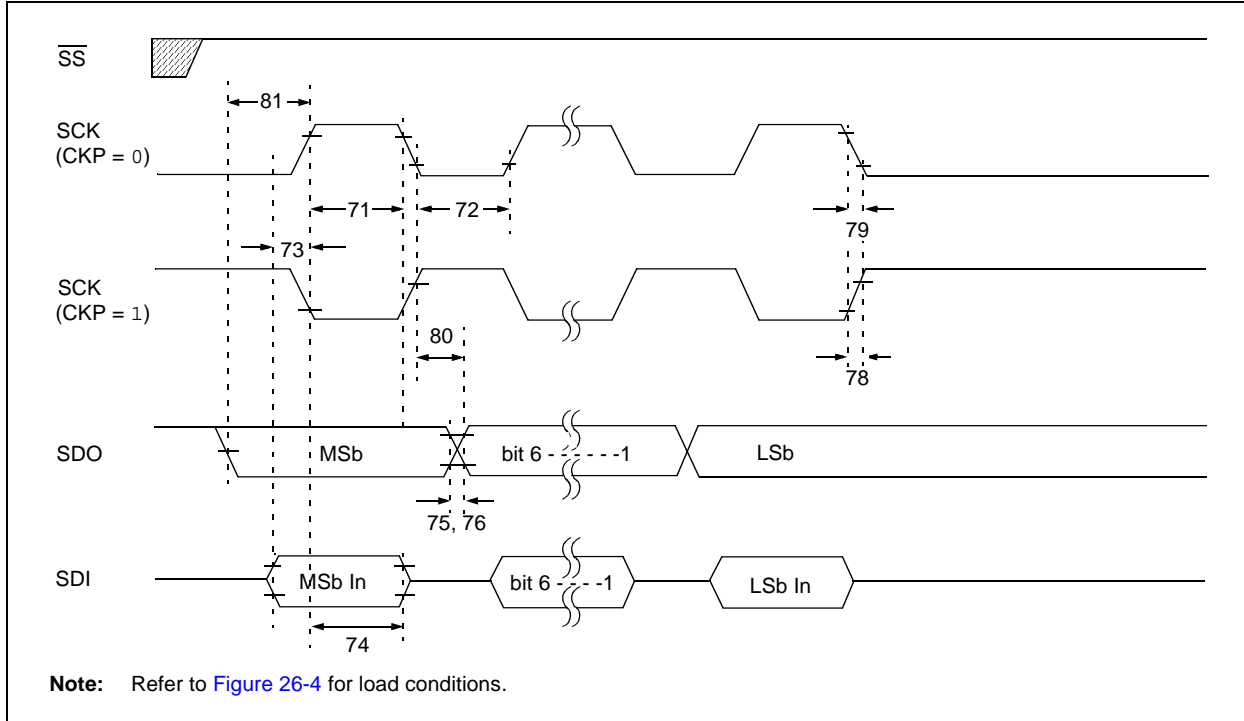 SS
81
SCK
(CKP = 0)
71
72
79
73
SCK
(CKP = 1)
80
78
SDO
MSb
bit 6 - - - - - -1
LSb
75, 76
SDI
MSb In
bit 6 - - - - -1
LSb In
74
Note: Refer to Figure 26-4 for load conditions.